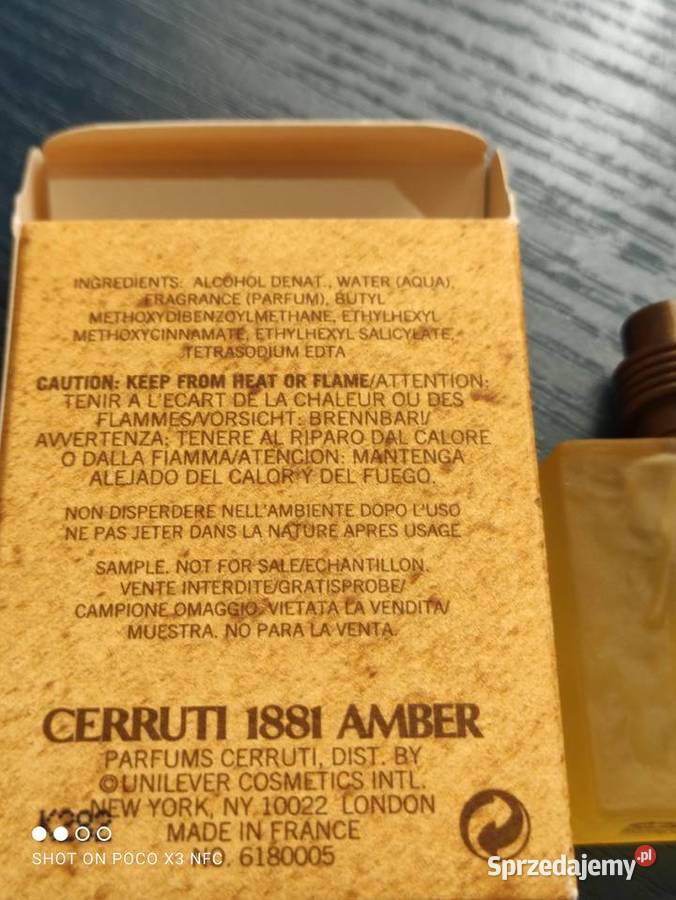 INGREDIENTS: ALCOHOL DENAT., WATER (AQUA),
FRAGRANCE (PARFUM), BUTYL
METHOXYDIBENZOYLMETHANE, ETHYLHEXYL
METHOXYCINNAMATE, ETHYLHEXYL SALICYLATE,
TETRASODIUM EDTA
CAUTION: KEEP FROM HEAT OR FLAME/ATTENTION:
TENIR A L'ECART DE LA CHALEUR OU DES
FLAMMES/VORSICHT: BRENNBAR!/
AVVERTENZA: TENERE AL RIPARO DAL CALORE
O DALLA FIAMMA/ATENCION: MANTENGA
ALEJADO DEL CALOR Y DEL FUEGO.
NON DISPERDERE NELL'AMBIENTE DOPO L'USO
NE PAS JETER DANS LA NATURE APRES USAGE
SAMPLE. NOT FOR SALE/ECHANTILLON.
VENTE INTERDITE/GRATISPROBE/
CAMPIONE OMAGGIO. VIETATA LA VENDITA/
MUESTRA. NO PARA LA VENTA.
CERRUTI 1881 AMBER
PARFUMS CERRUTI, DIST. BY
©UNILEVER COSMETICS INTL.
NEW YORK, NY 10022 LONDON
MADE IN FRANCE
NO. 6180005
SHOT ON POCO X3 NFC
Sprzedajemy.pl